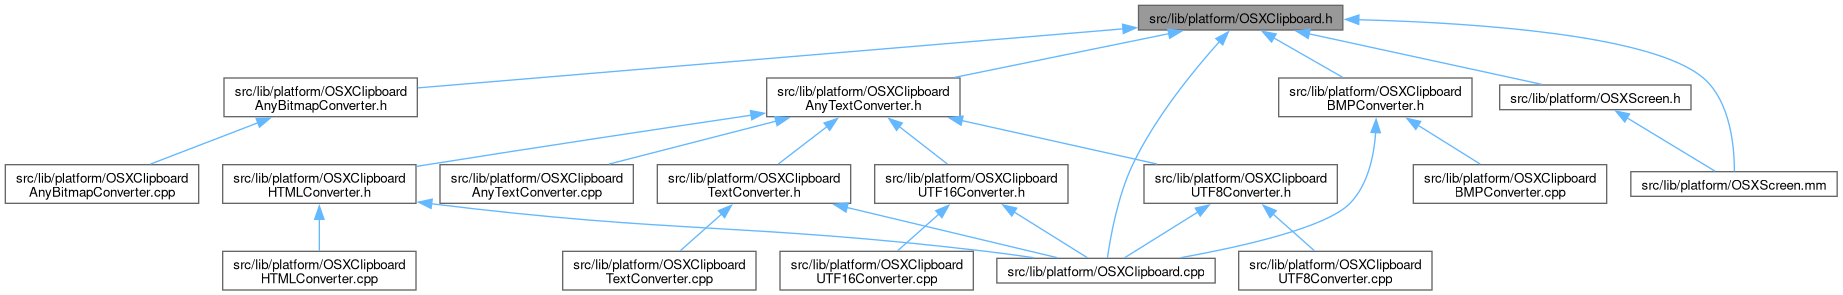 src/lib/platform/OSXClipboard.h
src/lib/platform/OSXClipboard
AnyBitmapConverter.h
src/lib/platform/OSXClipboard
AnyTextConverter.h
src/lib/platform/OSXClipboard
BMPConverter.h
src/lib/platform/OSXScreen.h
src/lib/platform/OSXClipboard
AnyBitmapConverter.cpp
src/lib/platform/OSXClipboard
HTMLConverter.h
src/lib/platform/OSXClipboard
AnyTextConverter.cpp
src/lib/platform/OSXClipboard
TextConverter.h
src/lib/platform/OSXClipboard
UTF16Converter.h
src/lib/platform/OSXClipboard
UTF8Converter.h
src/lib/platform/OSXClipboard
BMPConverter.cpp
src/lib/platform/OSXScreen.mm
src/lib/platform/OSXClipboard
HTMLConverter.cpp
src/lib/platform/OSXClipboard
TextConverter.cpp
src/lib/platform/OSXClipboard
UTF16Converter.cpp
src/lib/platform/OSXClipboard.cpp
src/lib/platform/OSXClipboard
UTF8Converter.cpp